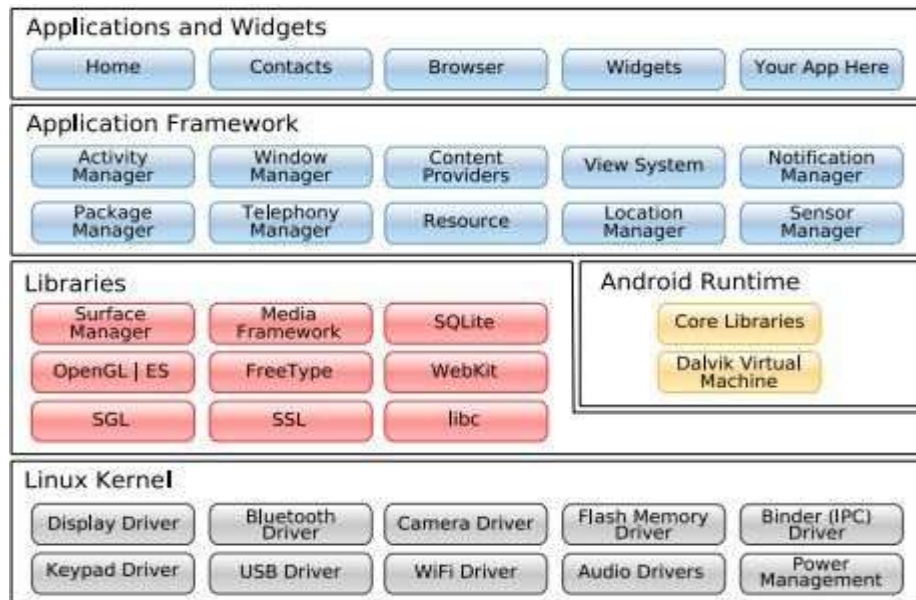 Applications and Widgets
Home
Contacts
Browser
Widgets
Your App Here
Application Framework
Activity
Manager
Window
Manager
Content
Providers
View System
Notification
Manager
Package
Manager
Telephony
Manager
Resource
Location
Manager
Sensor
Manager
Libraries
Surface
Manager
Media
Framework
SQLite
OpenGL | ES
FreeType
WebKit
SGL
SSL
libc
Android Runtime
Core Libraries
Dalvik Virtual
Machine
Linux Kernel
Display Driver
Bluetooth
Driver
Camera Driver
Flash Memory
Driver
Binder (IPC)
Driver
Keypad Driver
USB Driver
WiFi Driver
Audio Drivers
Power
Management